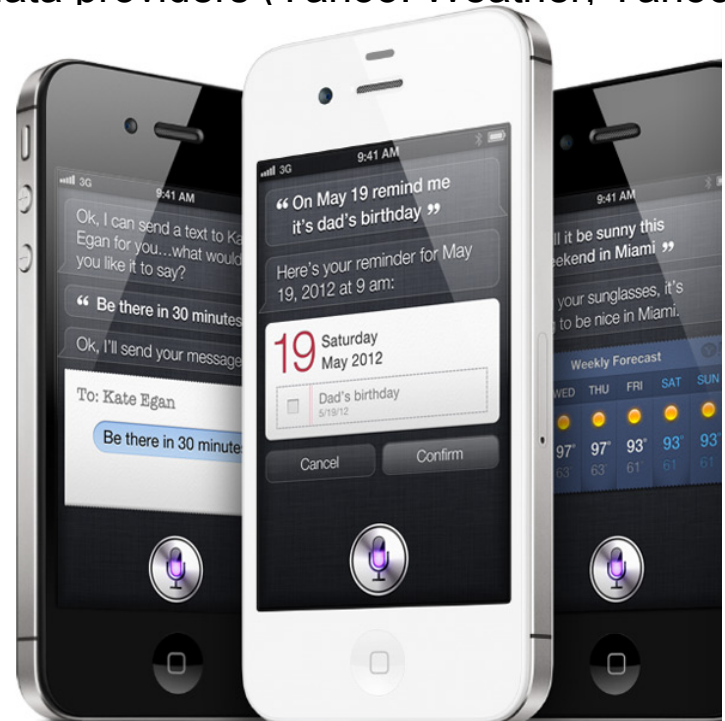 data providers (Yahoo! Weather, Yahoo
3G
9:41 AM
Ok, I can send a text to
Egan for you...what would
you like it to say?
“ Be there in 30 minutes
Ok, I'll send your message
To: Kate Egan
Be there in 30
3G
9:41 AM
“ On May 19 remind me
it's dad's birthday ”
Here's your reminder for May
19, 2012 at 9 am:
19
Saturday
May 2012
Dad's birthday
5/19/12
Cancel
Confirm
9:41 AM
it be sunny this
in Miami ”
your sunglasses, it's
to be nice in Miami.
Weekly Forecast
WED THU FRI SAT SUN
97° 97° 93° 93° 93°
63° 63° 61° 61° 61